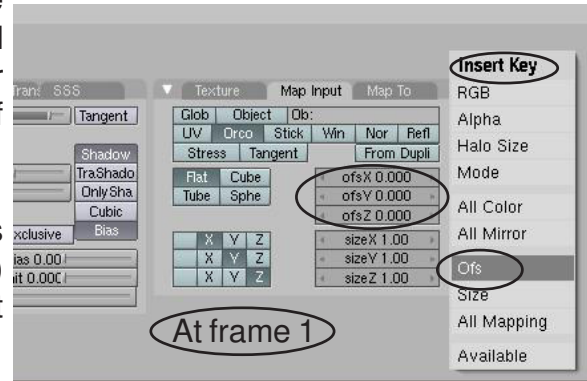 Tran: SSS
Tangent
Shadow
TraShado
OnlySha
Cubic
xclusive Bias
ias 0.00
it 0.000
Texture Map Input Map To
Glob Object Ob:
UV Orco Stick Win Nor Refl
Stress Tangent From Dupli
Flat Cube ofsX 0.000
Tube Sphe ofsY 0.000
ofsZ 0.000
X Y Z sizeX 1.00
X Y Z sizeY 1.00
X Y Z sizeZ 1.00
At frame 1
Insert Key
RGB
Alpha
Halo Size
Mode
All Color
All Mirror
Ofs
Size
All Mapping
Available